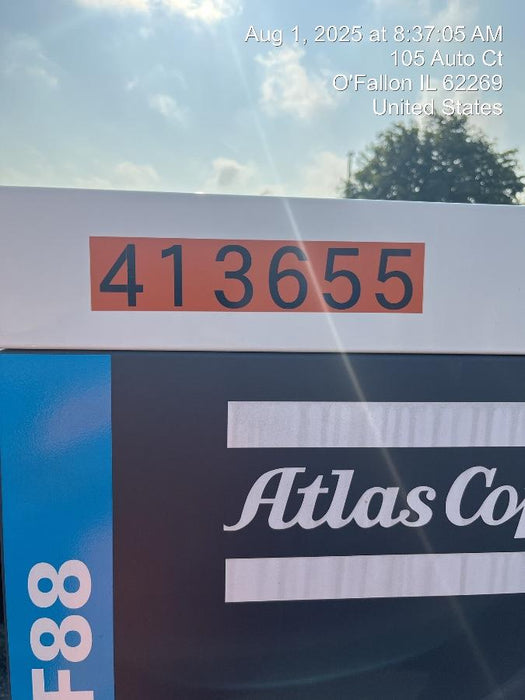 Aug 1, 2025 at 8:37:05 AM
105 Auto Ct
O'Fallon IL 62269
United States
413655
Atlas Cop
F88